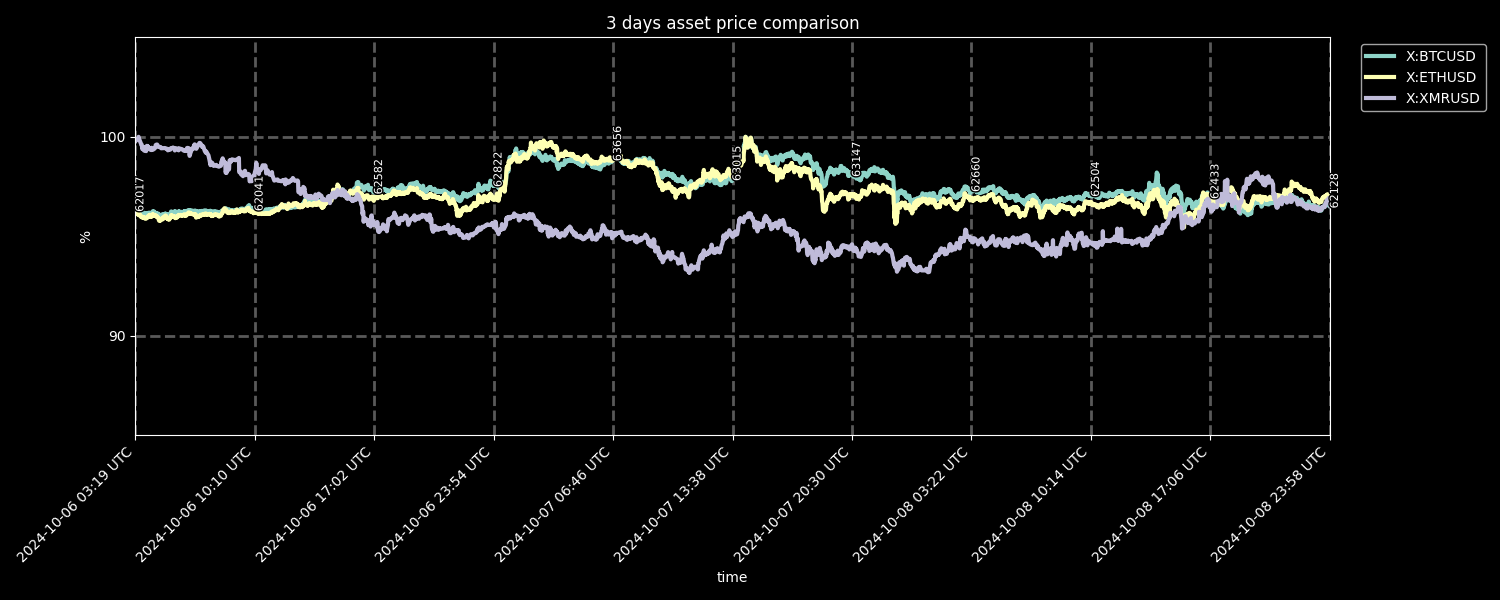 3 days asset price comparison
X:BTCUSD
X:ETHUSD
X:XMRUSD
100
90
%
62017
62041
62582
62822
63656
63015
63147
62660
62504
62433
62128
2024-10-06 03:19 UTC
2024-10-06 10:10 UTC
2024-10-06 17:02 UTC
2024-10-06 23:54 UTC
2024-10-07 06:46 UTC
2024-10-07 13:38 UTC
2024-10-07 20:30 UTC
2024-10-08 03:22 UTC
2024-10-08 10:14 UTC
2024-10-08 17:06 UTC
2024-10-08 23:58 UTC
time